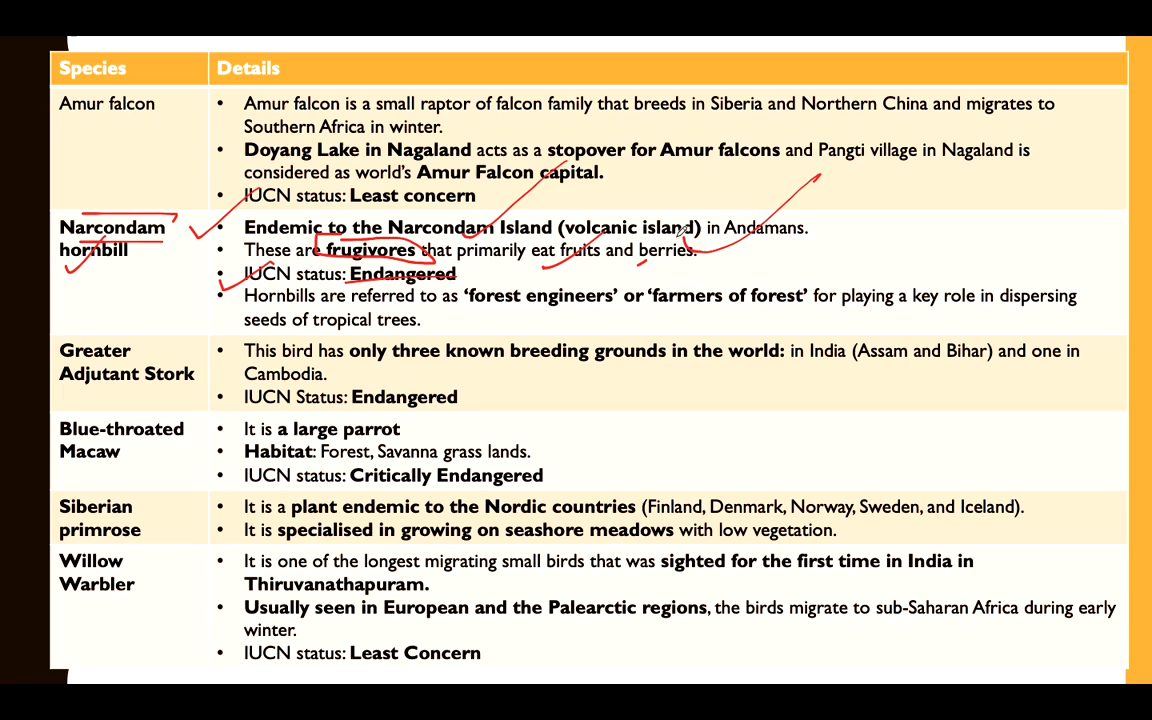 Species Details
Amur falcon • Amur falcon is a small raptor of falcon family that breeds in Siberia and Northern China and migrates to
Southern Africa in winter.
• Doyang Lake in Nagaland acts as a stopover for Amur falcons and Pangti village in Nagaland is
considered as world's Amur Falcon capital.
• IUCN status: Least concern
Narcondam • Endemic to the Narcondam Island (volcanic island) in Andamans.
hornbill • These are frugivores that primarily eat fruits and berries.
• IUCN status: Endangered
• Hornbills are referred to as 'forest engineers' or 'farmers of forest' for playing a key role in dispersing
seeds of tropical trees.
Greater • This bird has only three known breeding grounds in the world: in India (Assam and Bihar) and one in
Adjutant Stork Cambodia.
• IUCN Status: Endangered
Blue-throated • It is a large parrot
Macaw • Habitat: Forest, Savanna grass lands.
• IUCN status: Critically Endangered
Siberian • It is a plant endemic to the Nordic countries (Finland, Denmark, Norway, Sweden, and Iceland).
primrose • It is specialised in growing on seashore meadows with low vegetation.
Willow • It is one of the longest migrating small birds that was sighted for the first time in India in
Warbler Thiruvanathapuram.
• Usually seen in European and the Palearctic regions, the birds migrate to sub-Saharan Africa during early
winter.
• IUCN status: Least Concern